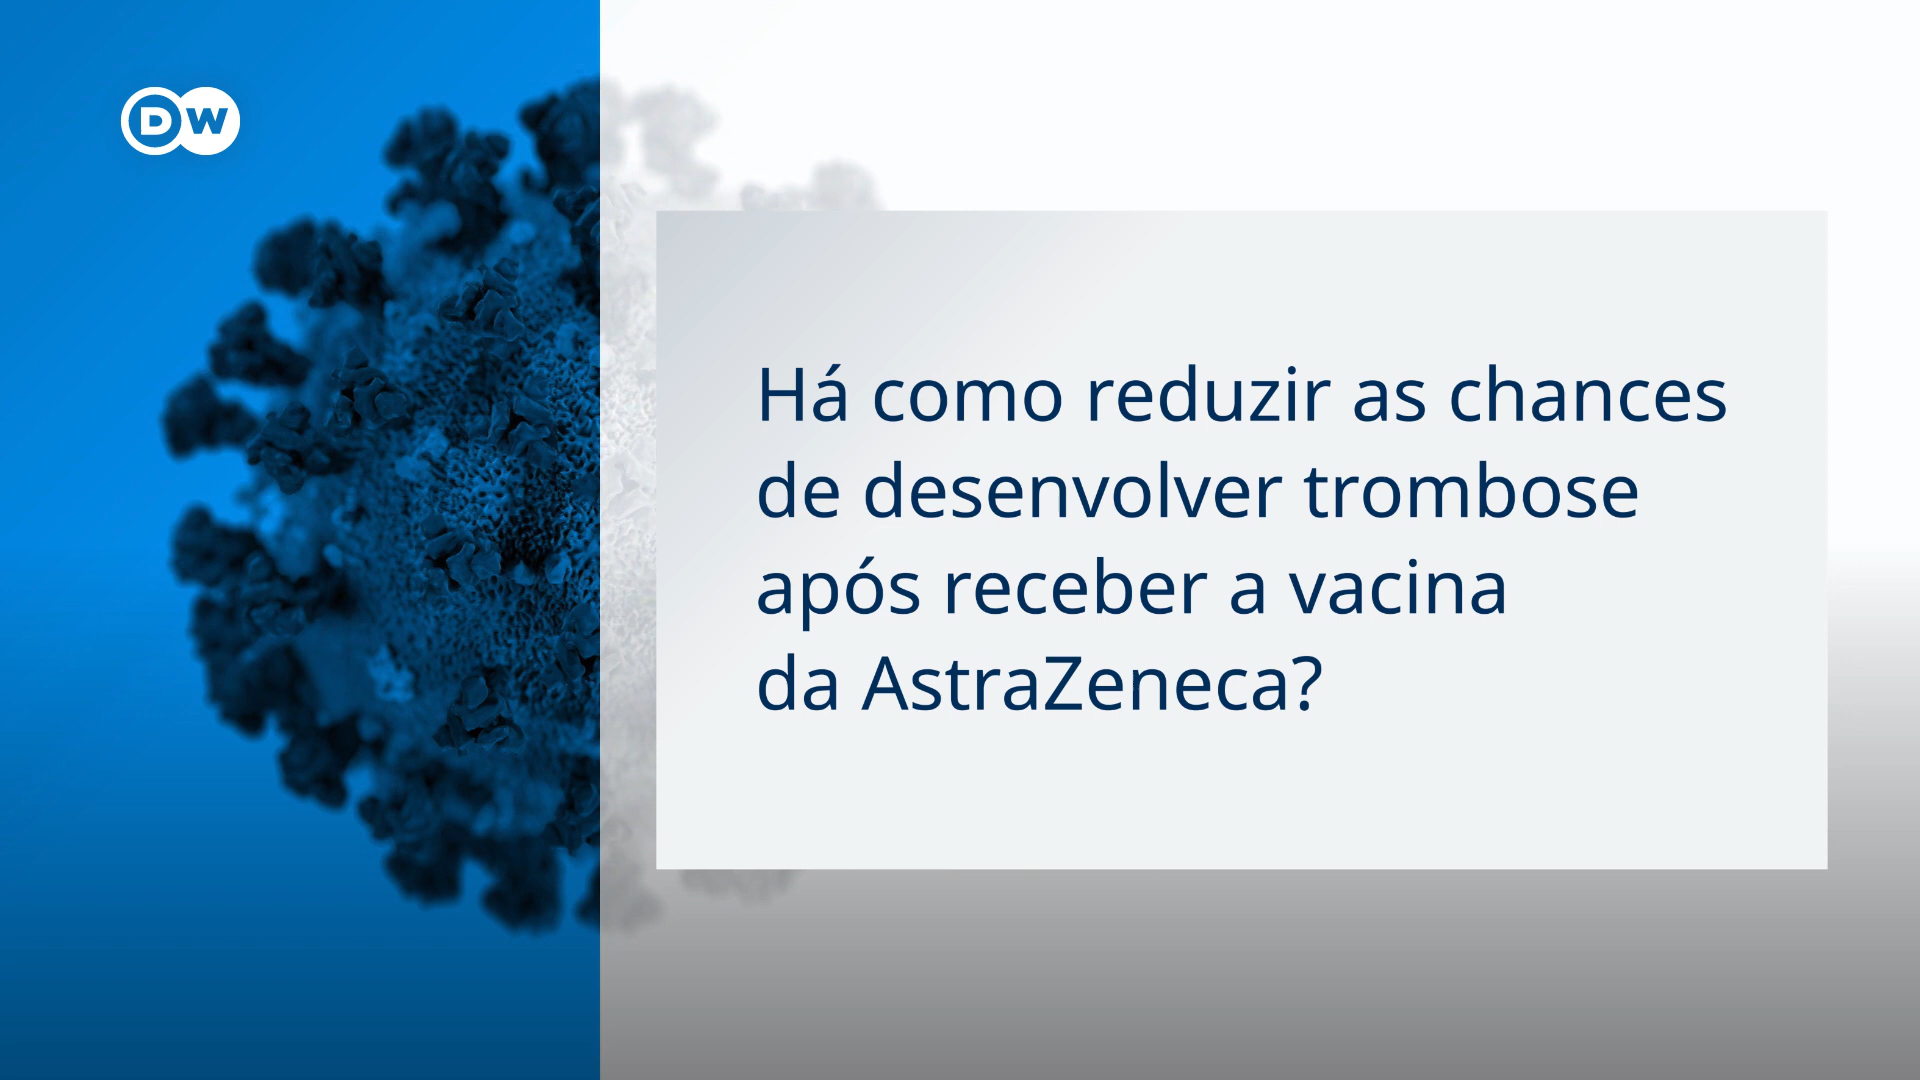 DW
Há como reduzir as chances
de desenvolver trombose
após receber a vacina
da AstraZeneca?